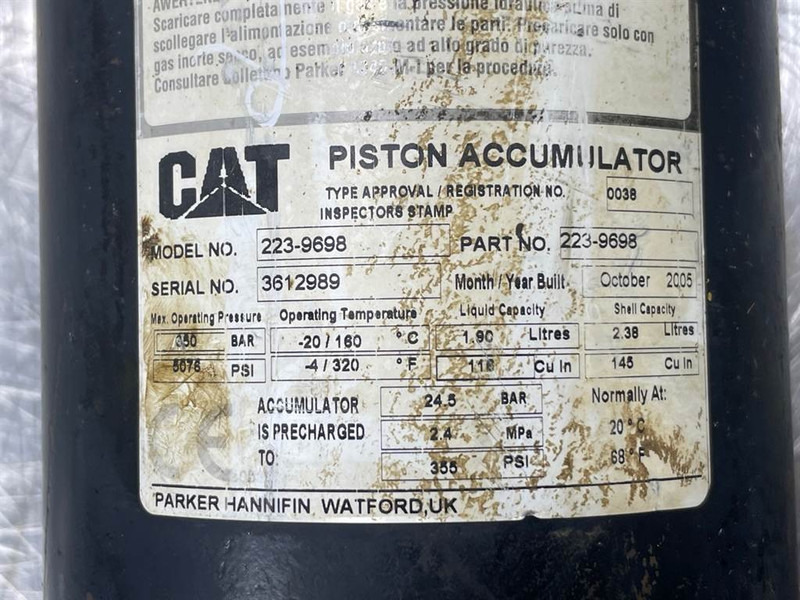 Scaricare completamente la pressione idraulica prima di
scollegare l'alimentazione o smontare le parti. Precaricare solo con
gas inerte secco, ad esempio azoto ad alto grado di purezza.
Consultare Parker per la procedura.
CAT PISTON ACCUMULATOR
TYPE APPROVAL / REGISTRATION NO. 0038
INSPECTORS STAMP
MODEL NO. 223-9698 PART NO. 223-9698
SERIAL NO. 3612989 Month / Year Built October 2005
Max. Operating Pressure Operating Temperature Liquid Capacity Shell Capacity
350 BAR -20 / 160 ° C 1.90 Litres 2.38 Litres
5076 PSI -4 / 320 ° F 116 Cu In 145 Cu In
ACCUMULATOR 24.5 BAR Normally At:
IS PRECHARGED 2.4 MPa 20 ° C
TO: 355 PSI 68 ° F
CE
PARKER HANNIFIN WATFORD,UK